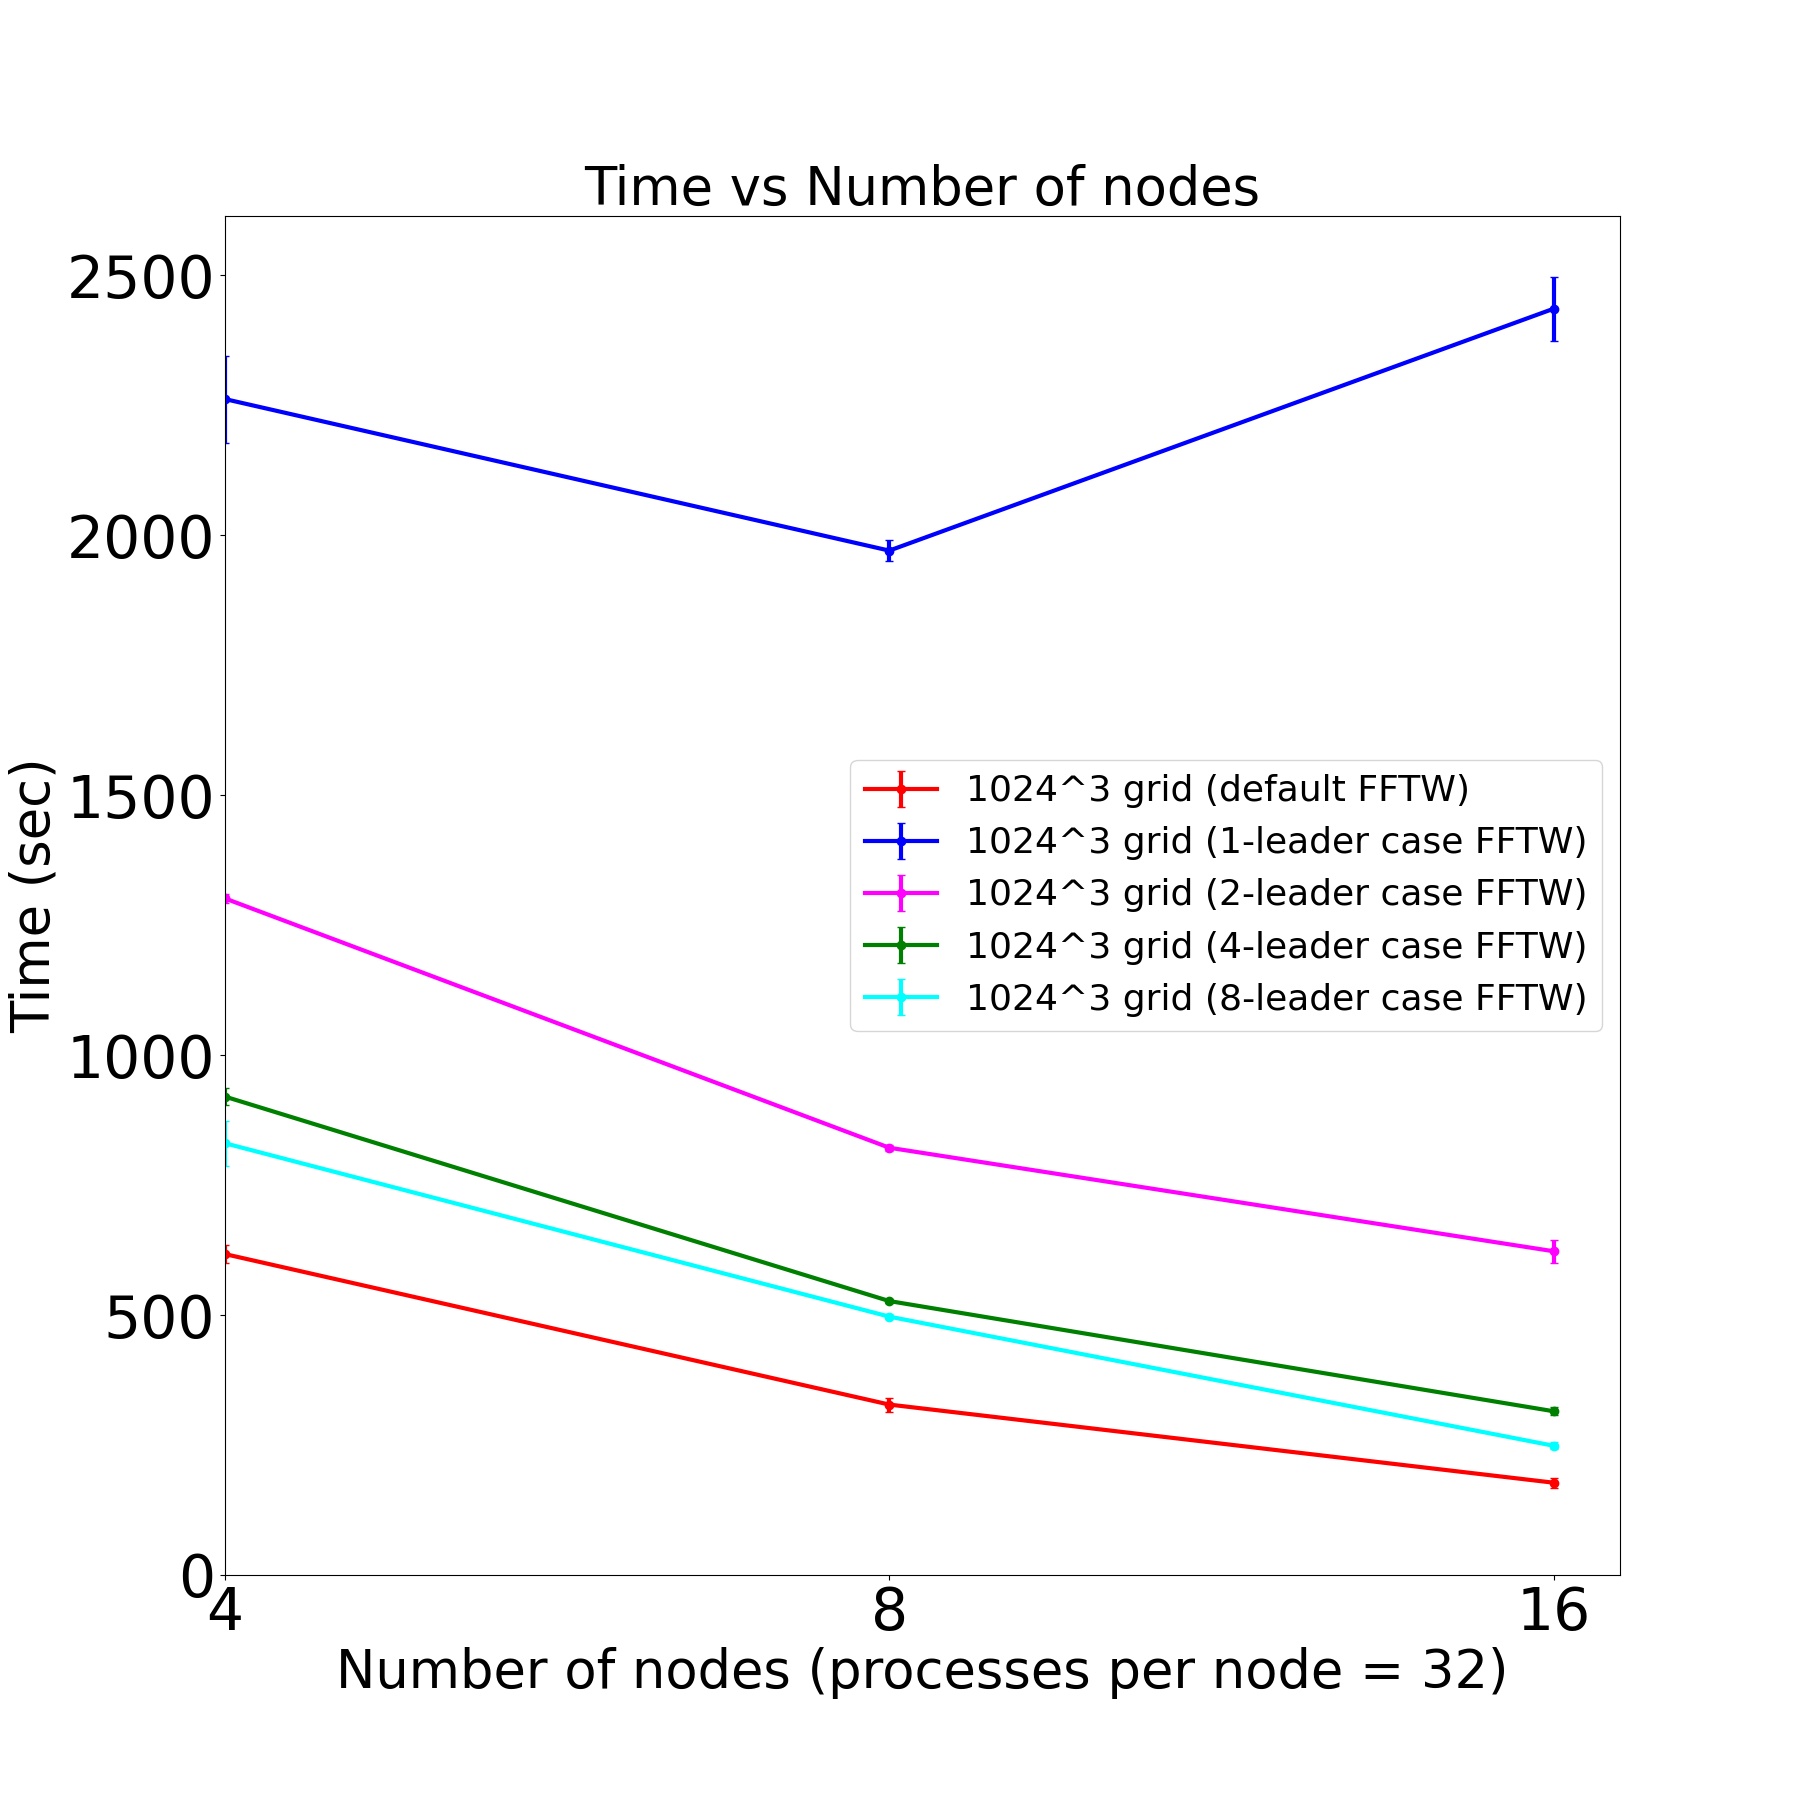 Time vs Number of nodes
2500
2000
1500
1000
500
0
Time (sec)
1024^3 grid (default FFTW)
1024^3 grid (1-leader case FFTW)
1024^3 grid (2-leader case FFTW)
1024^3 grid (4-leader case FFTW)
1024^3 grid (8-leader case FFTW)
4 8 16
Number of nodes (processes per node = 32)